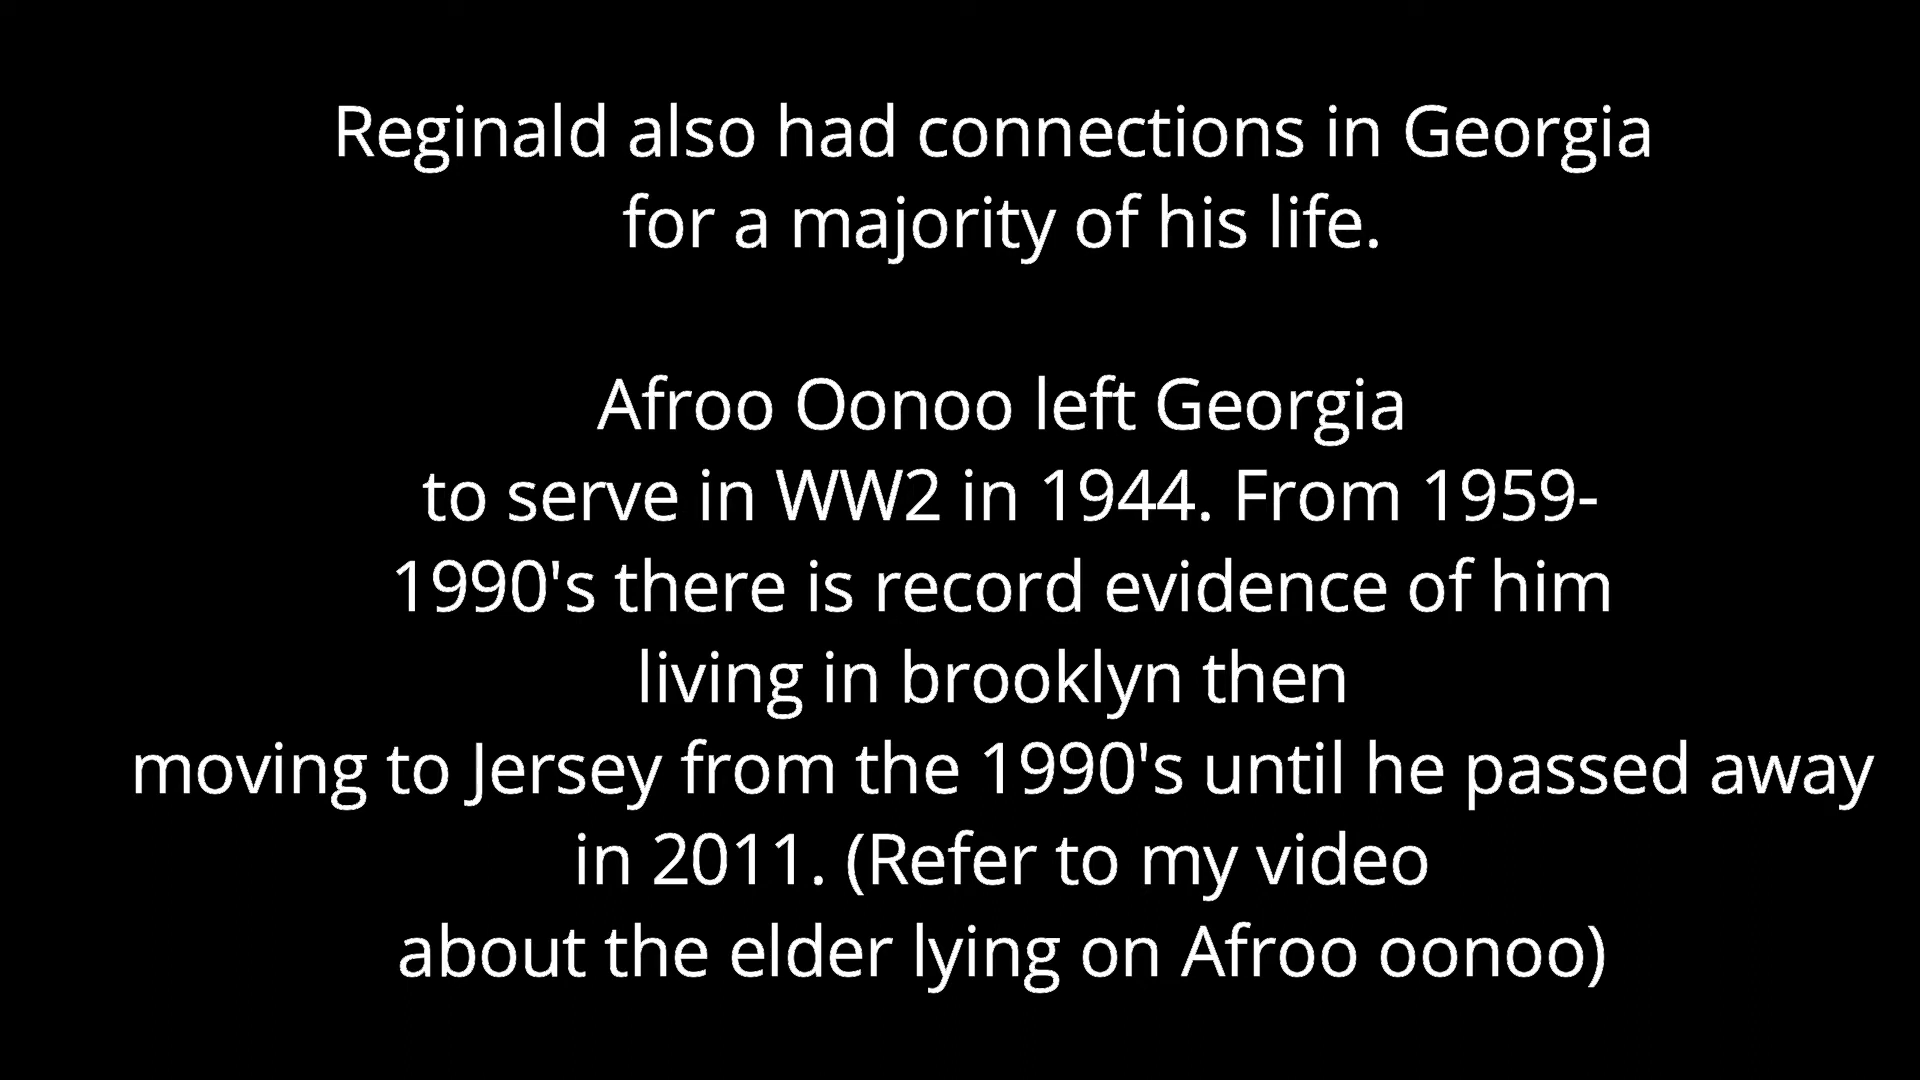 Reginald also had connections in Georgia
for a majority of his life.
Afroo Oonoo left Georgia
to serve in WW2 in 1944. From 1959-
1990's there is record evidence of him
living in brooklyn then
moving to Jersey from the 1990's until he passed away
in 2011. (Refer to my video
about the elder lying on Afroo oonoo)